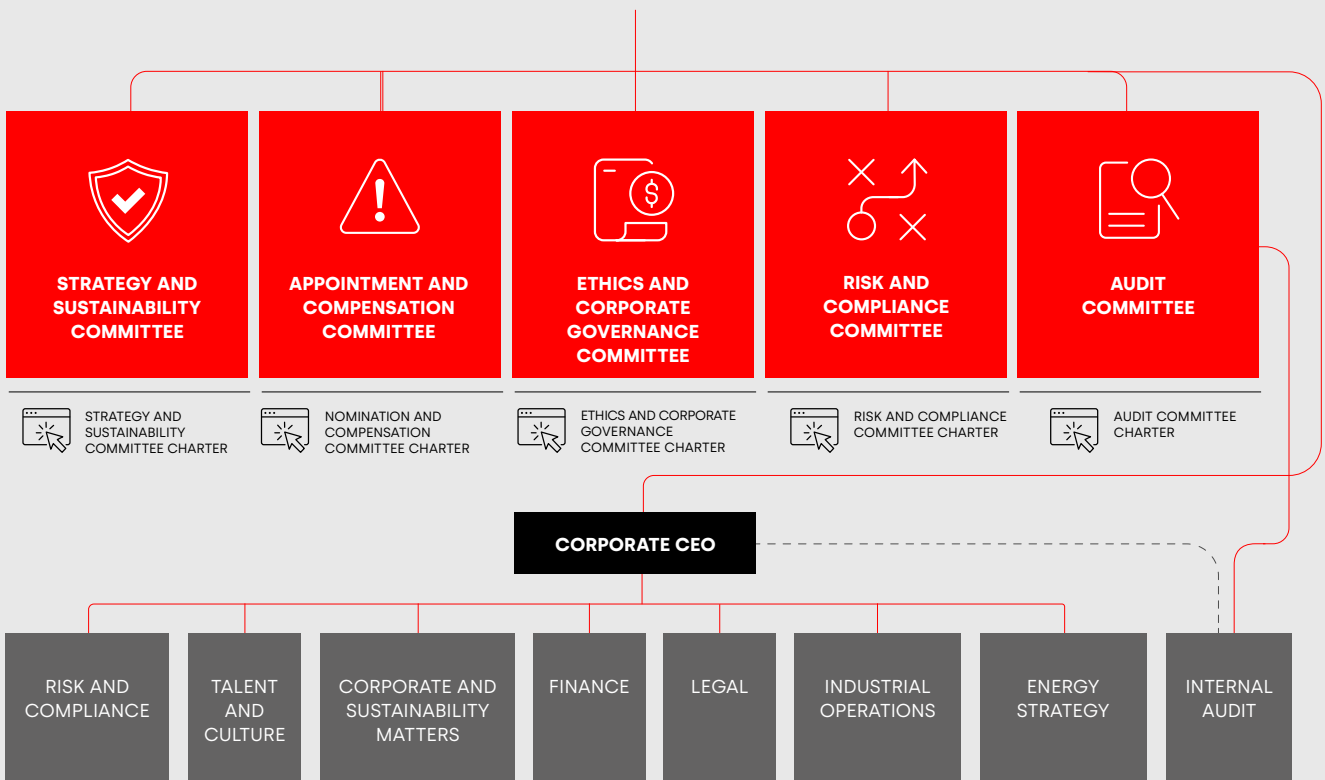 STRATEGY AND
SUSTAINABILITY
COMMITTEE
APPOINTMENT AND
COMPENSATION
COMMITTEE
ETHICS AND
CORPORATE
GOVERNANCE
COMMITTEE
RISK AND
COMPLIANCE
COMMITTEE
AUDIT
COMMITTEE
STRATEGY AND
SUSTAINABILITY
COMMITTEE CHARTER
NOMINATION AND
COMPENSATION
COMMITTEE CHARTER
ETHICS AND CORPORATE
GOVERNANCE
COMMITTEE CHARTER
RISK AND COMPLIANCE
COMMITTEE CHARTER
AUDIT COMMITTEE
CHARTER
CORPORATE CEO
RISK AND
COMPLIANCE
TALENT
AND
CULTURE
CORPORATE AND
SUSTAINABILITY
MATTERS
FINANCE
LEGAL
INDUSTRIAL
OPERATIONS
ENERGY
STRATEGY
INTERNAL
AUDIT